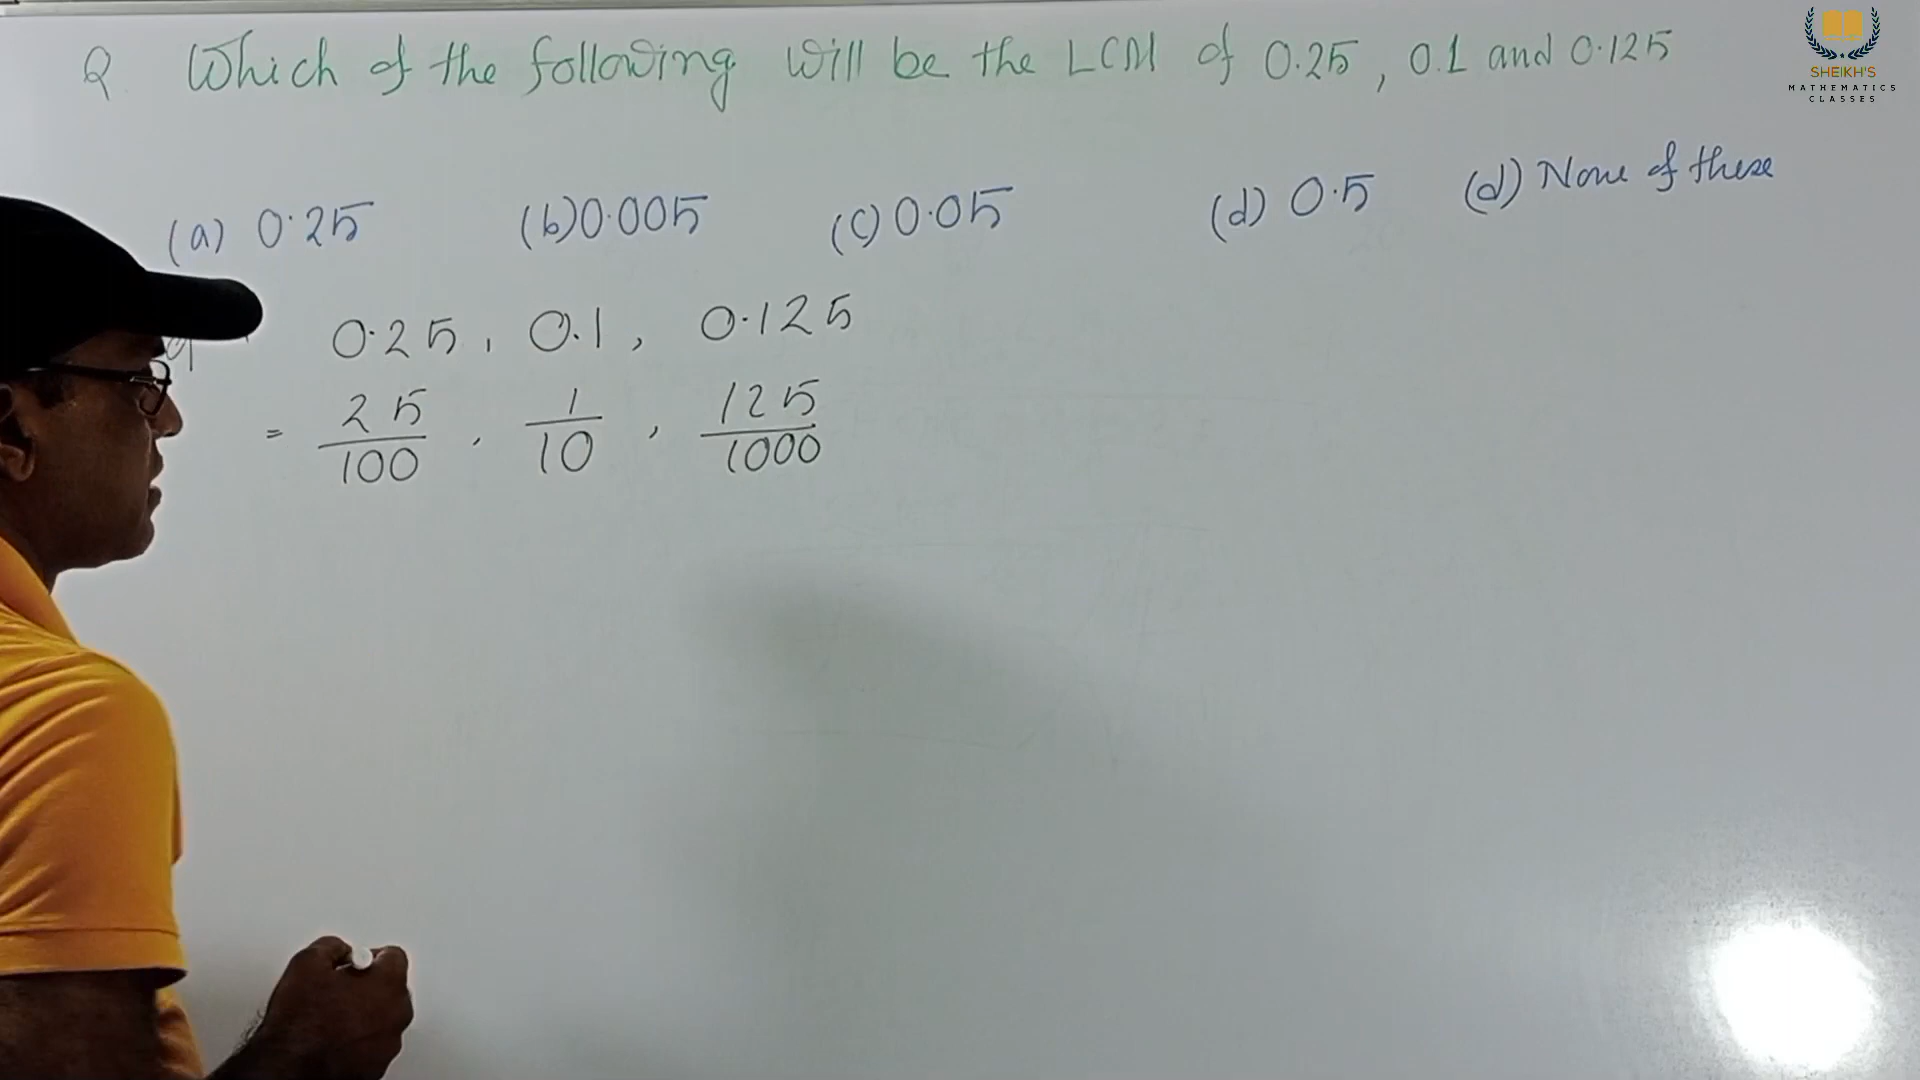 Q. Which of the following will be the LCM of 0.25, 0.1 and 0.125
SHEIKH'S
MATHEMATICS
CLASSES
(a) 0.25 (b) 0.005 (c) 0.05 (d) 0.5 (d) None of these
0.25, 0.1, 0.125
= 25/100, 1/10, 125/1000